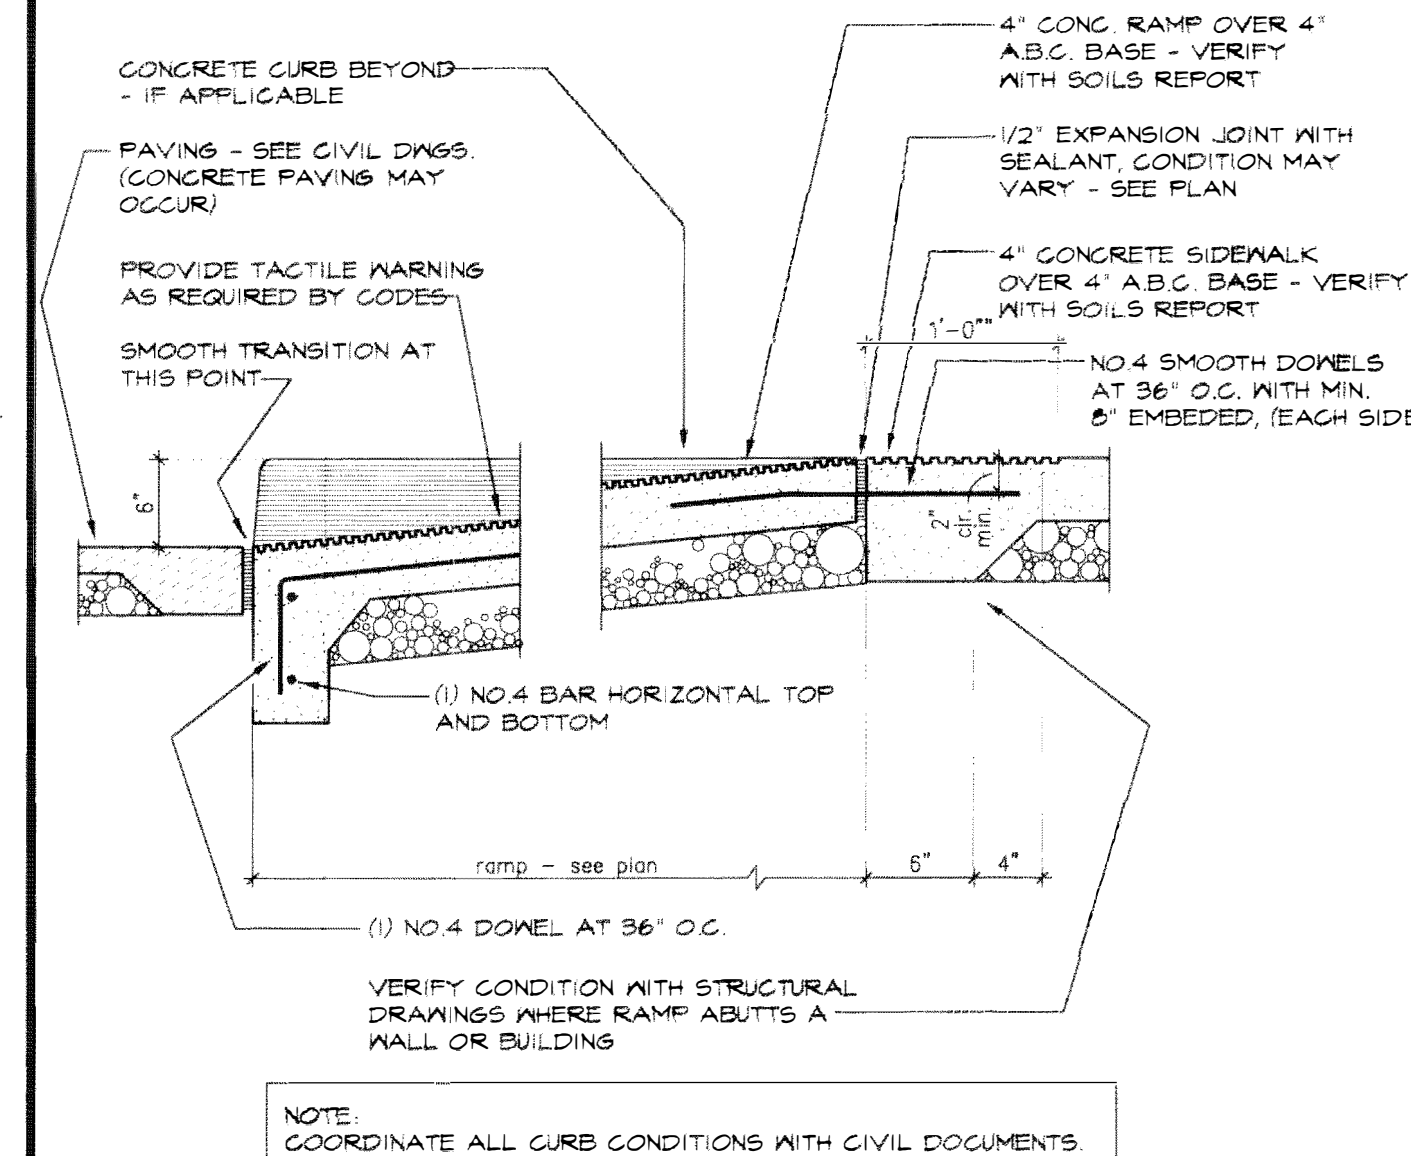 CONCRETE CURB BEYOND
- IF APPLICABLE
PAVING - SEE CIVIL DWGS.
(CONCRETE PAVING MAY
OCCUR)
PROVIDE TACTILE WARNING
AS REQUIRED BY CODES
SMOOTH TRANSITION AT
THIS POINT
4" CONC. RAMP OVER 4"
A.B.C. BASE - VERIFY
WITH SOILS REPORT
1/2" EXPANSION JOINT WITH
SEALANT, CONDITION MAY
VARY - SEE PLAN
4" CONCRETE SIDEWALK
OVER 4" A.B.C. BASE - VERIFY
WITH SOILS REPORT
1'-0""
NO.4 SMOOTH DOWELS
AT 36" O.C. WITH MIN.
8" EMBEDED, (EACH SIDE
6"
2"
clr.
min.
(1) NO.4 BAR HORIZONTAL TOP
AND BOTTOM
ramp - see plan
6"
4"
(1) NO.4 DOWEL AT 36" O.C.
VERIFY CONDITION WITH STRUCTURAL
DRAWINGS WHERE RAMP ABUTTS A
WALL OR BUILDING
NOTE:
COORDINATE ALL CURB CONDITIONS WITH CIVIL DOCUMENTS.